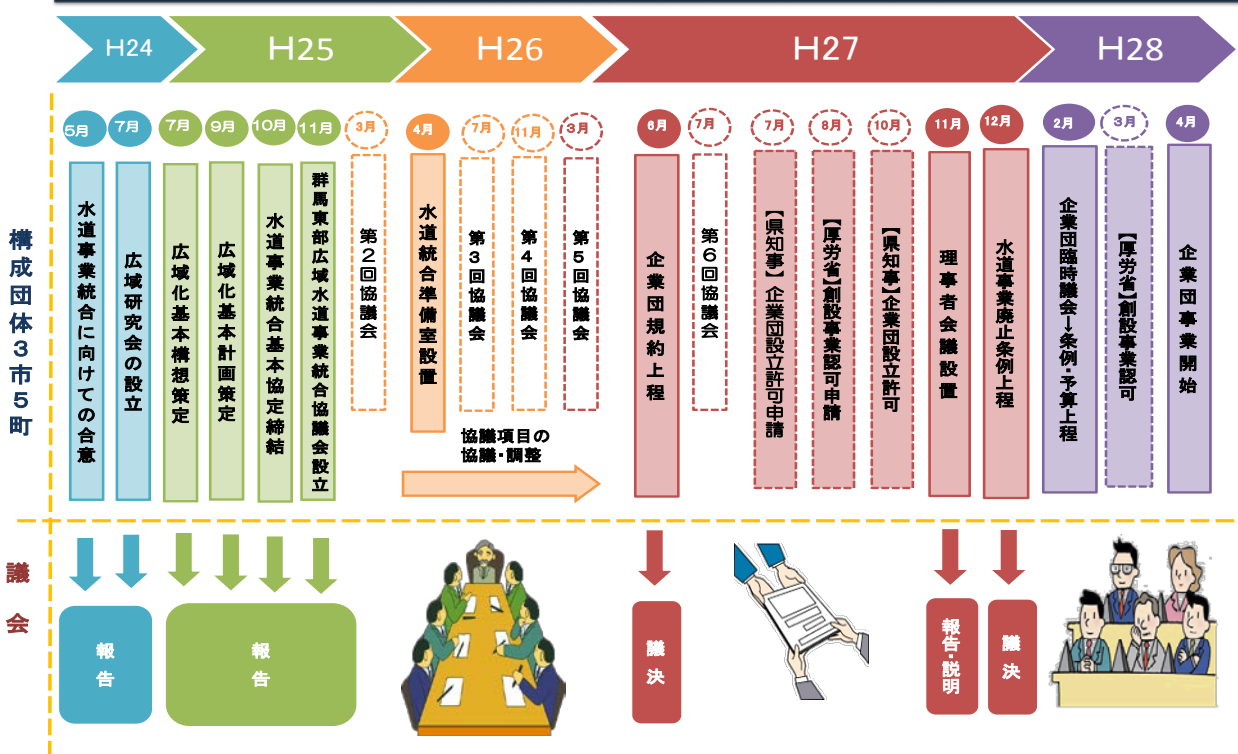 H24
H25
H26
H27
H28
5月
7月
7月
9月
10月
11月
3月
4月
7月
11月
3月
6月
7月
7月
8月
10月
11月
12月
2月
3月
4月
構成団体3市5町
水道事業統合に向けての合意
広域研究会の設立
広域化基本構想策定
広域化基本計画策定
水道事業統合基本協定締結
群馬東部広域水道事業統合協議会設立
第2回協議会
水道統合準備室設置
第3回協議会
第4回協議会
第5回協議会
企業団規約上程
第6回協議会
【県知事】企業団設立許可申請
【厚労省】創設事業認可申請
【県知事】企業団設立許可
理事者会議設置
水道事業廃止条例上程
企業団臨時議会→条例・予算上程
【厚労省】創設事業認可
企業団事業開始
協議項目の
協議・調整
議会
報告
報告
議決
報告・説明
議決